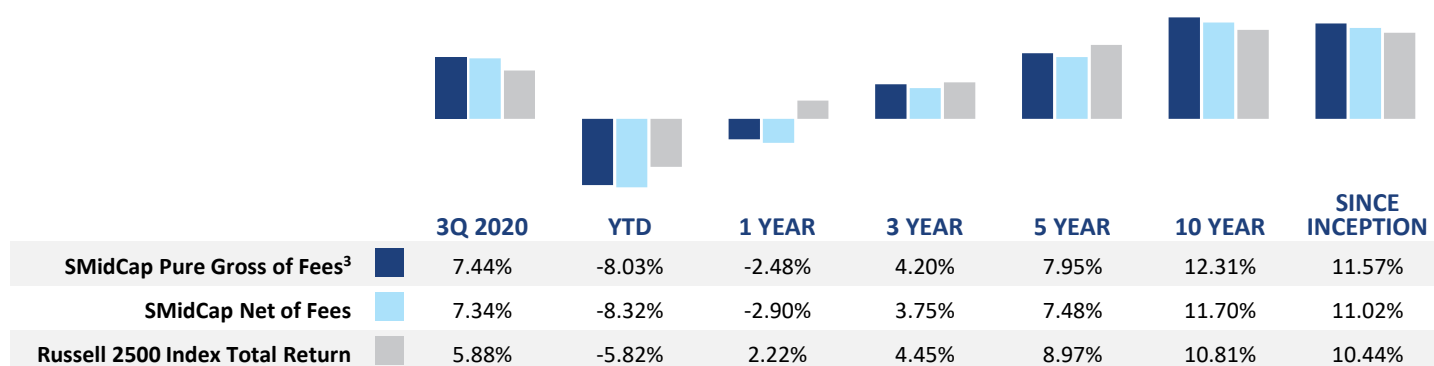 3Q 2020 YTD 1 YEAR 3 YEAR 5 YEAR 10 YEAR SINCE INCEPTION
SMidCap Pure Gross of Fees³ 7.44% -8.03% -2.48% 4.20% 7.95% 12.31% 11.57%
SMidCap Net of Fees 7.34% -8.32% -2.90% 3.75% 7.48% 11.70% 11.02%
Russell 2500 Index Total Return 5.88% -5.82% 2.22% 4.45% 8.97% 10.81% 10.44%